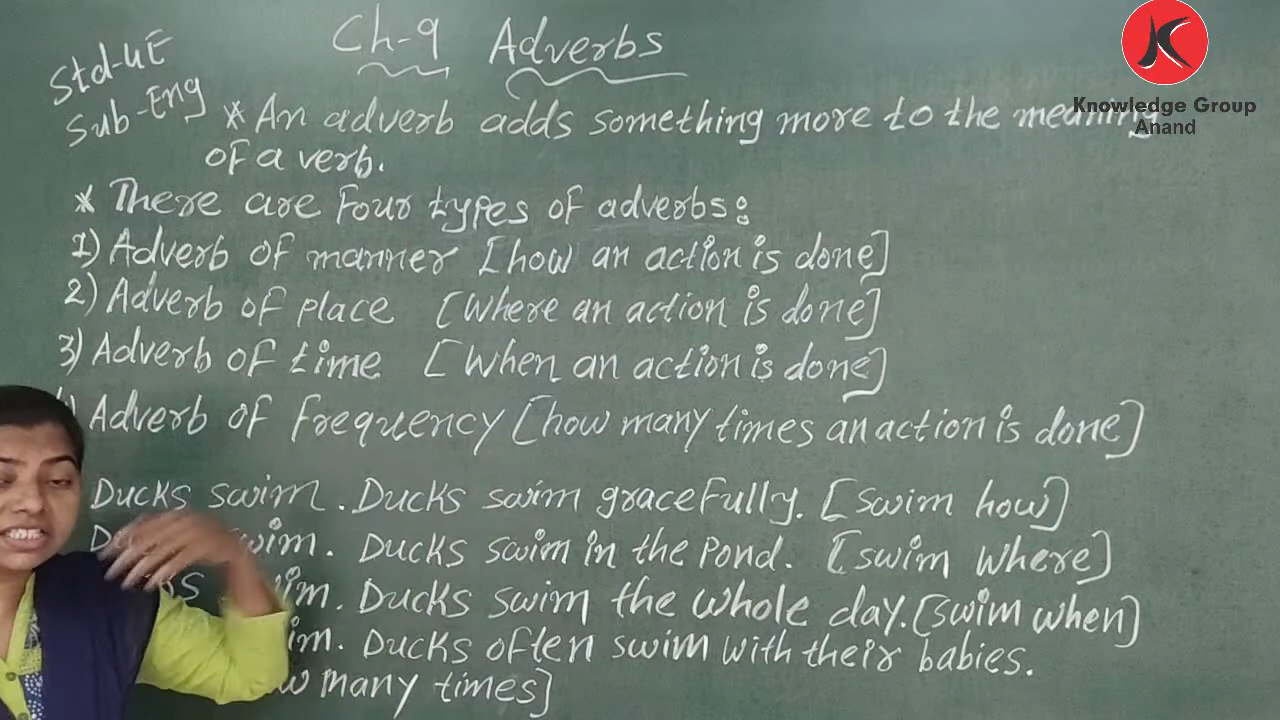 Ch-9 Adverbs
Std-4E
Sub-Eng
Knowledge Group
Anand
* An adverb adds something more to the meaning
of a verb.
* There are Four types of adverbs:
1) Adverb of manner [how an action is done]
2) Adverb of place [Where an action is done]
3) Adverb of time [When an action is done]
Adverb of Frequency [how many times an action is done]
Ducks swim. Ducks swim graceFully. [swim how]
swim. Ducks swim in the Pond. [swim where]
Ducks swim the whole day. [swim when]
Ducks often swim with their babies.
many times]